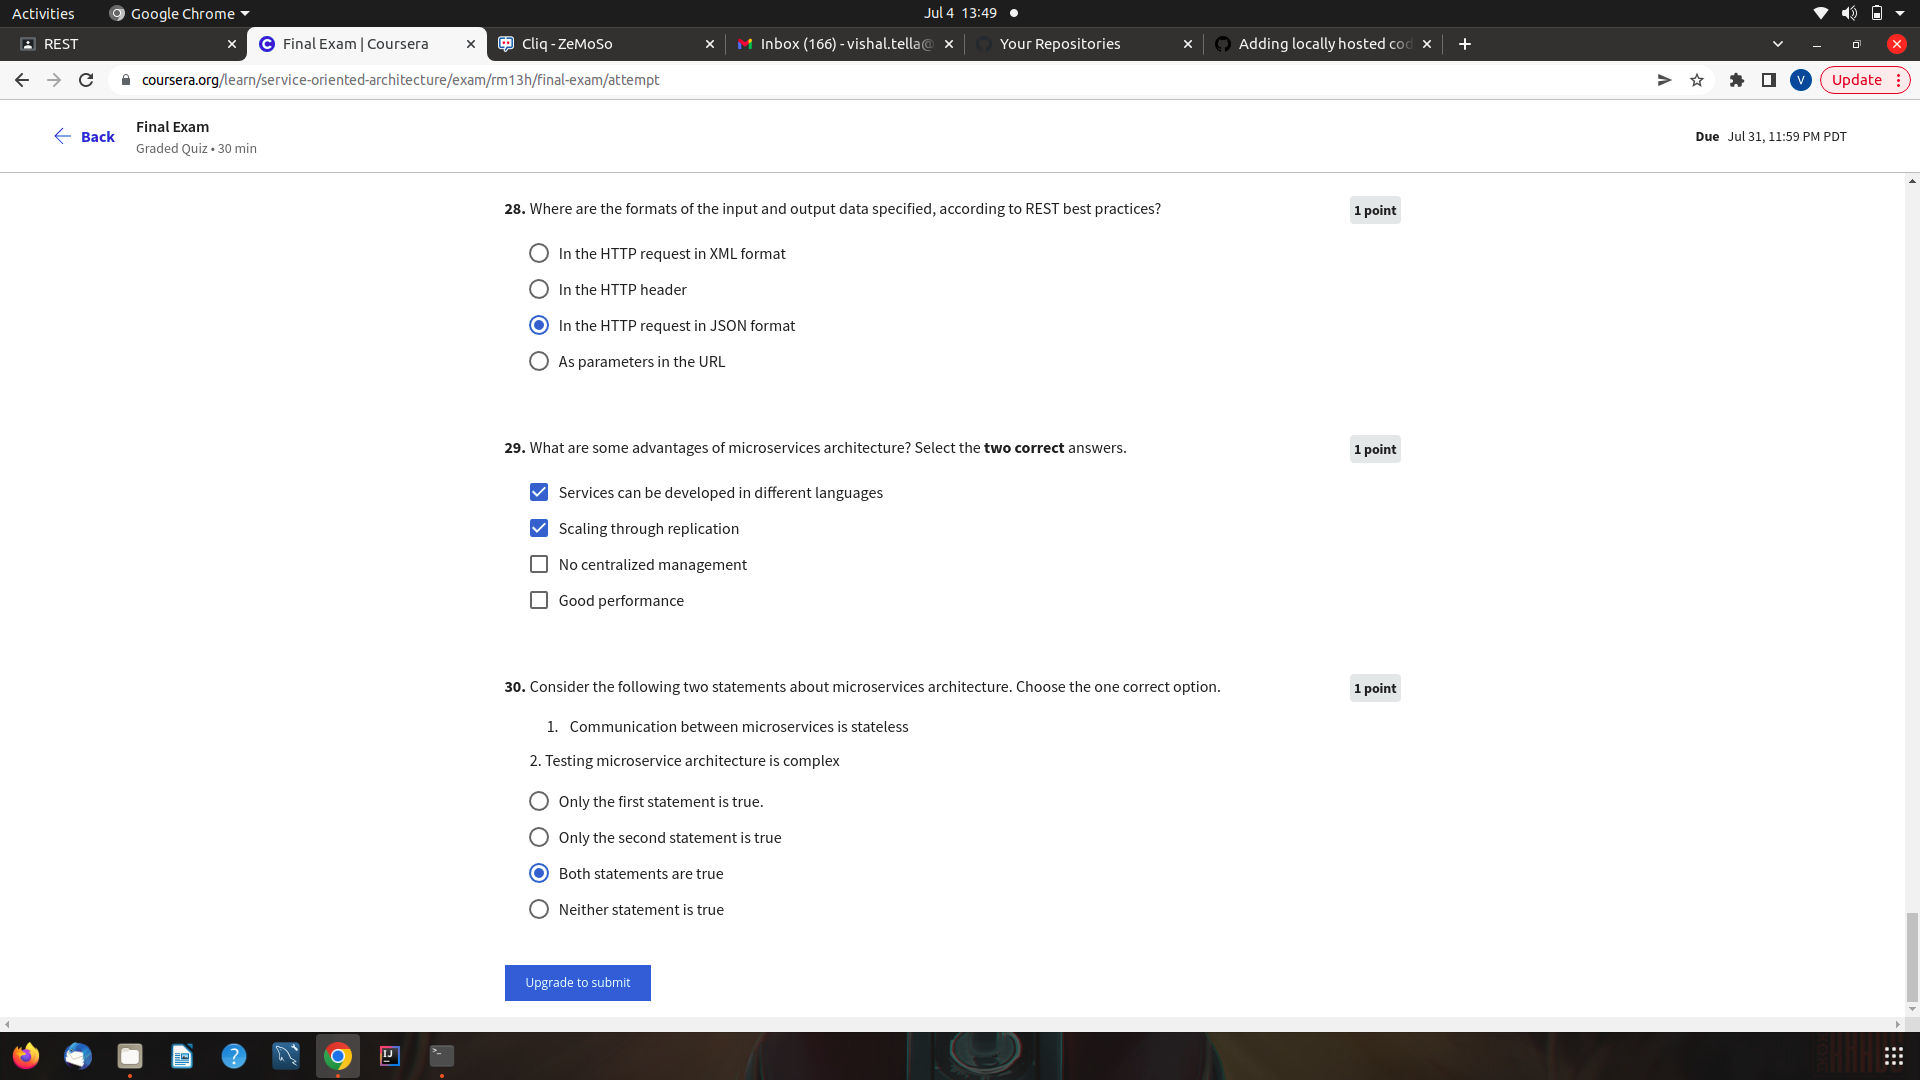 Activities
Google Chrome
Jul 4 13:49
REST
Final Exam | Coursera
Cliq - ZeMoSo
Inbox (166) - vishal.tella@
Your Repositories
Adding locally hosted cod
coursera.org/learn/service-oriented-architecture/exam/rm13h/final-exam/attempt
V
Update
Back
Final Exam
Graded Quiz • 30 min
Due Jul 31, 11:59 PM PDT
28. Where are the formats of the input and output data specified, according to REST best practices?
1 point
In the HTTP request in XML format
In the HTTP header
In the HTTP request in JSON format
As parameters in the URL
29. What are some advantages of microservices architecture? Select the two correct answers.
1 point
Services can be developed in different languages
Scaling through replication
No centralized management
Good performance
30. Consider the following two statements about microservices architecture. Choose the one correct option.
1 point
1. Communication between microservices is stateless
2. Testing microservice architecture is complex
Only the first statement is true.
Only the second statement is true
Both statements are true
Neither statement is true
Upgrade to submit